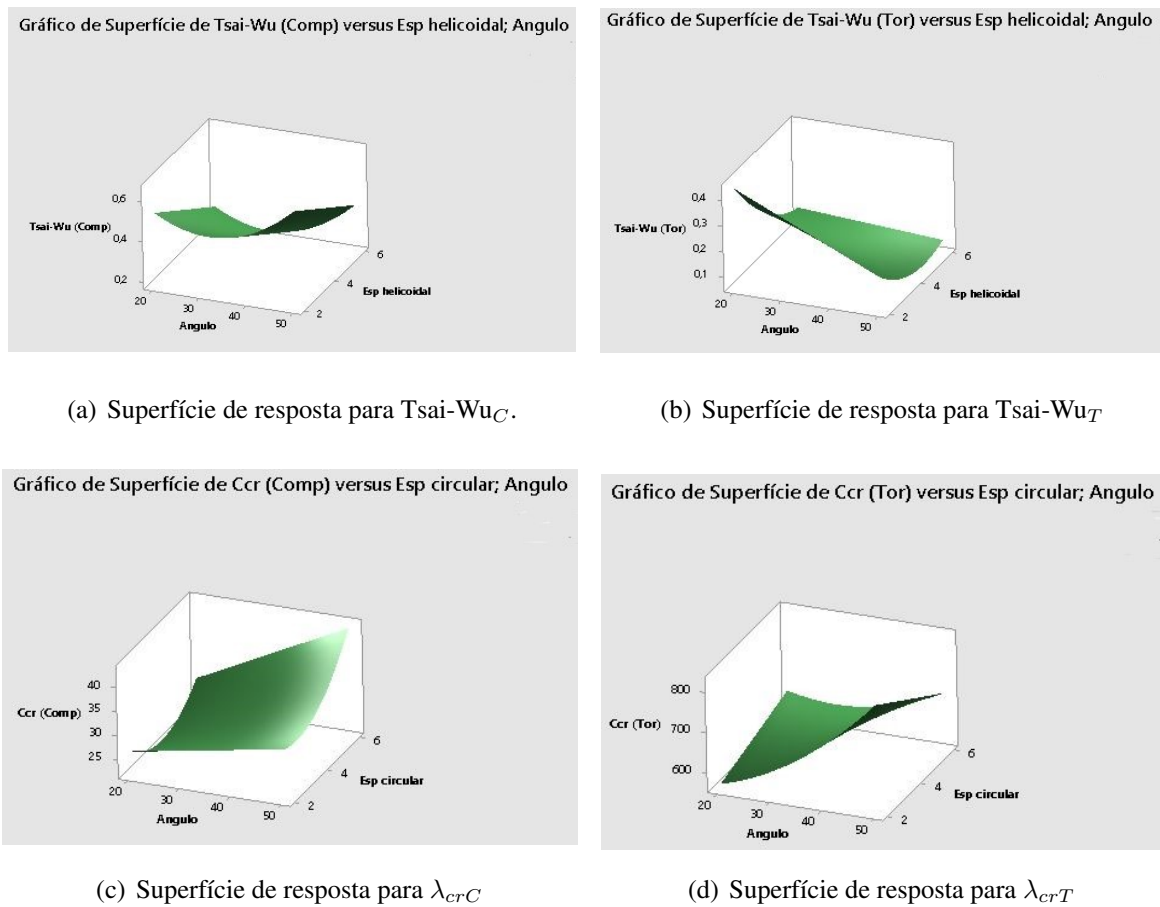 Gráfico de Superfície de Tsai-Wu (Comp) versus Esp helicoidal; Angulo
0,6
Tsai-Wu (Comp)
0,4
0,2
20
30
40
50
Angulo
2
4
6
Esp helicoidal
(a) Superfície de resposta para Tsai-Wu_C.
Gráfico de Superfície de Tsai-Wu (Tor) versus Esp helicoidal; Angulo
0,4
0,3
Tsai-Wu (Tor)
0,2
0,1
20
30
40
50
Angulo
2
4
6
Esp helicoidal
(b) Superfície de resposta para Tsai-Wu_T
Gráfico de Superfície de Ccr (Comp) versus Esp circular; Angulo
40
35
Ccr (Comp)
30
25
20
30
40
50
Angulo
2
4
6
Esp circular
(c) Superfície de resposta para λ_crC
Gráfico de Superfície de Ccr (Tor) versus Esp circular; Angulo
800
Ccr (Tor)
700
600
20
30
40
50
Angulo
2
4
6
Esp circular
(d) Superfície de resposta para λ_crT